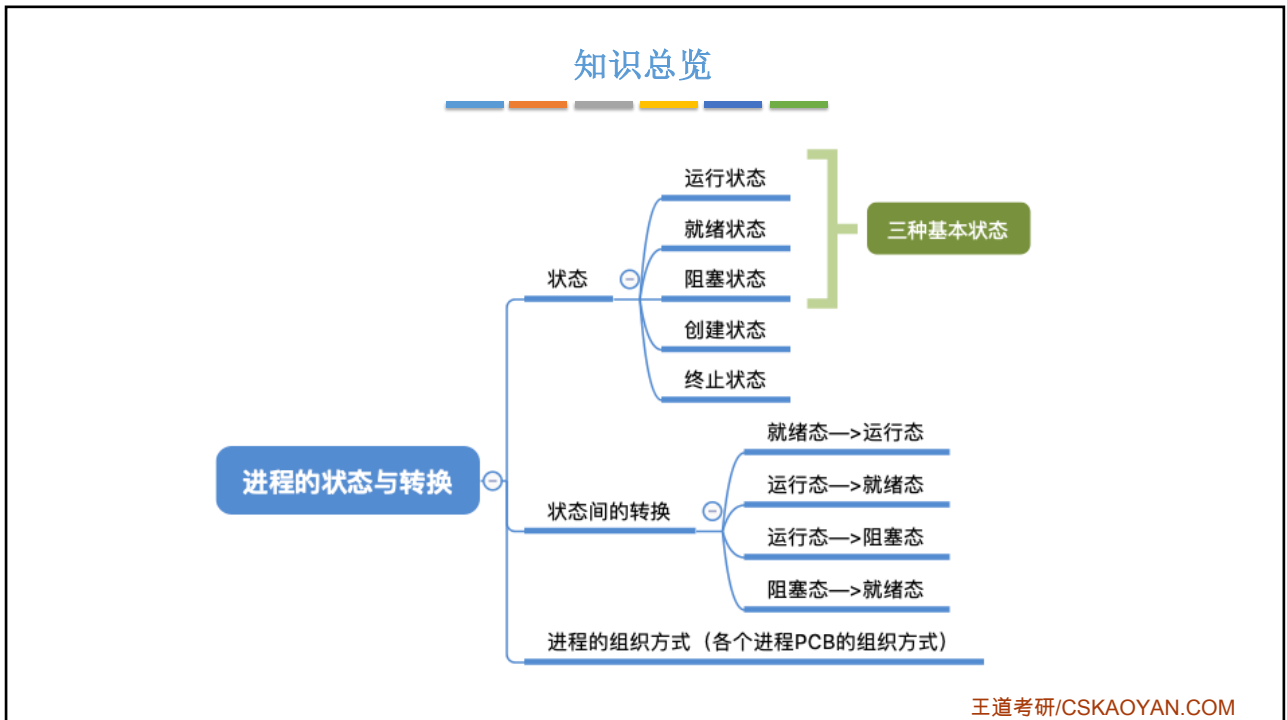 知识总览
运行状态
就绪状态
阻塞状态
创建状态
终止状态
三种基本状态
状态
进程的状态与转换
状态间的转换
就绪态—>运行态
运行态—>就绪态
运行态—>阻塞态
阻塞态—>就绪态
进程的组织方式（各个进程PCB的组织方式）
王道考研/CSKAOYAN.COM